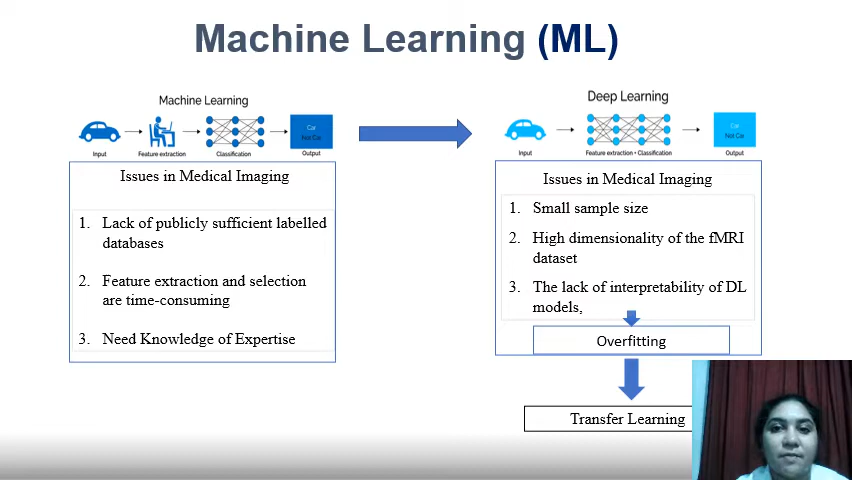 Machine Learning (ML)
Machine Learning
Car
Not Car
Input
Feature extraction
Classification
Output
Issues in Medical Imaging
1. Lack of publicly sufficient labelled
databases
2. Feature extraction and selection
are time-consuming
3. Need Knowledge of Expertise
Deep Learning
Car
Not Car
Input
Feature extraction + Classification
Output
Issues in Medical Imaging
1. Small sample size
2. High dimensionality of the fMRI
dataset
3. The lack of interpretability of DL
models,
Overfitting
Transfer Learning